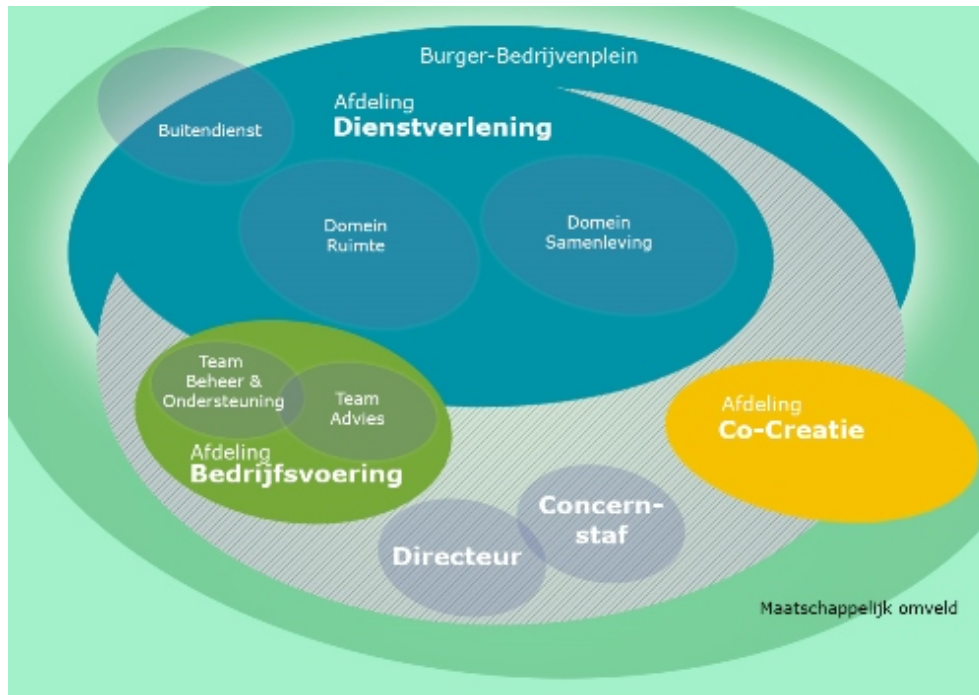 Burger-Bedrijvenplein
Afdeling
Dienstverlening
Buitendienst
Domein
Ruimte
Domein
Samenleving
Team
Beheer &
Ondersteuning
Team
Advies
Afdeling
Bedrijfsvoering
Afdeling
Co-Creatie
Concern-
staf
Directeur
Maatschappelijk omveld